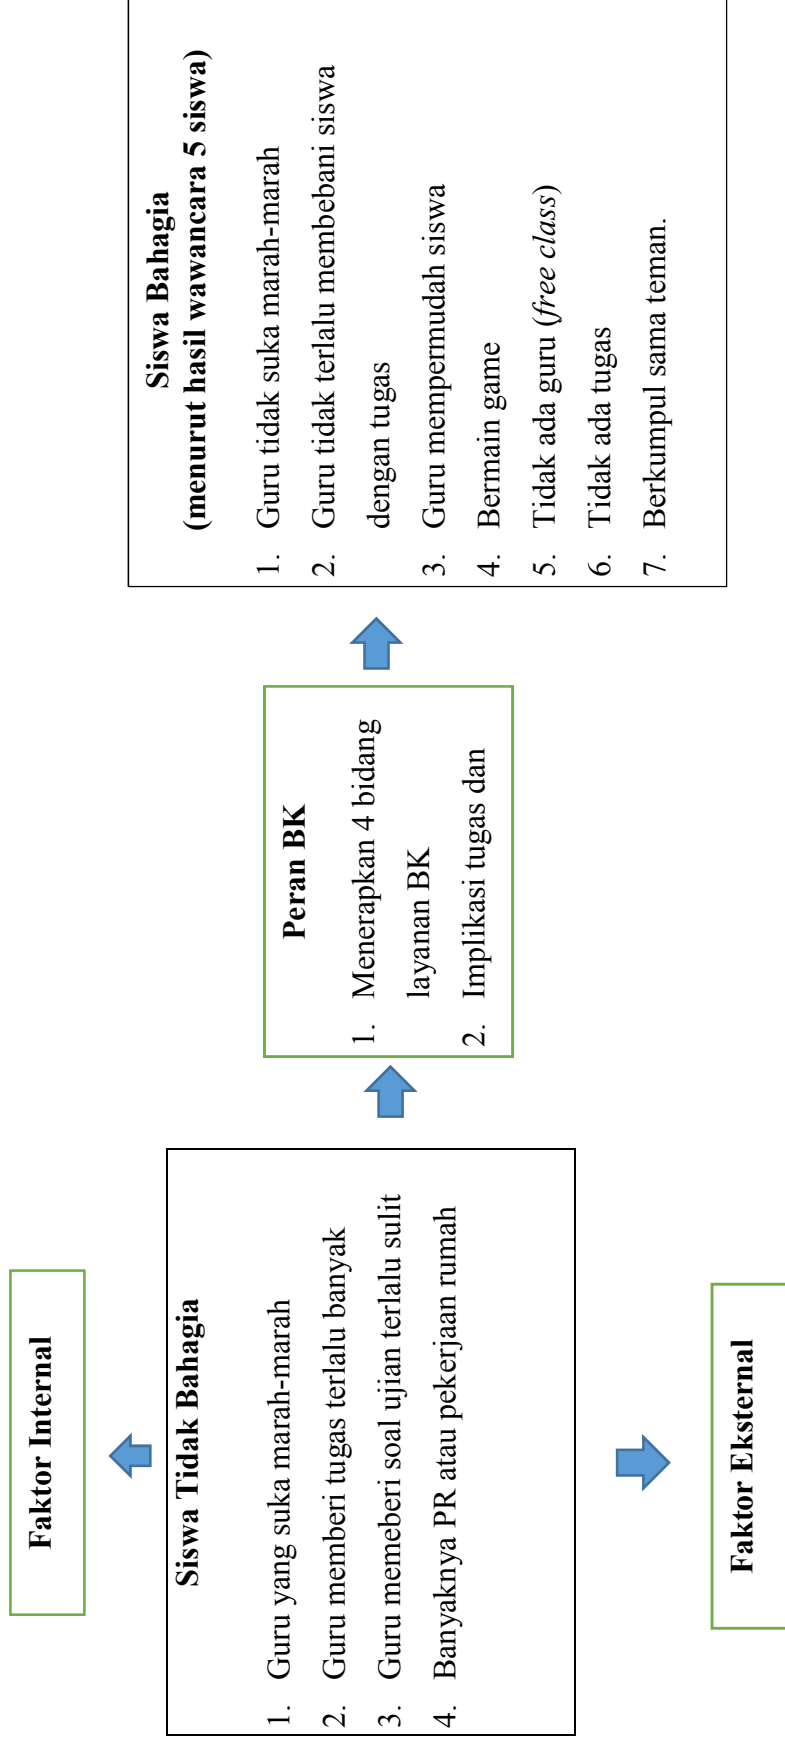 Faktor Internal
Siswa Tidak Bahagia
1. Guru yang suka marah-marah
2. Guru memberi tugas terlalu banyak
3. Guru memeberi soal ujian terlalu sulit
4. Banyaknya PR atau pekerjaan rumah
Faktor Eksternal
Peran BK
1. Menerapkan 4 bidang
layanan BK
2. Implikasi tugas dan
Siswa Bahagia
(menurut hasil wawancara 5 siswa)
1. Guru tidak suka marah-marah
2. Guru tidak terlalu membebani siswa
dengan tugas
3. Guru mempermudah siswa
4. Bermain game
5. Tidak ada guru (free class)
6. Tidak ada tugas
7. Berkumpul sama teman.